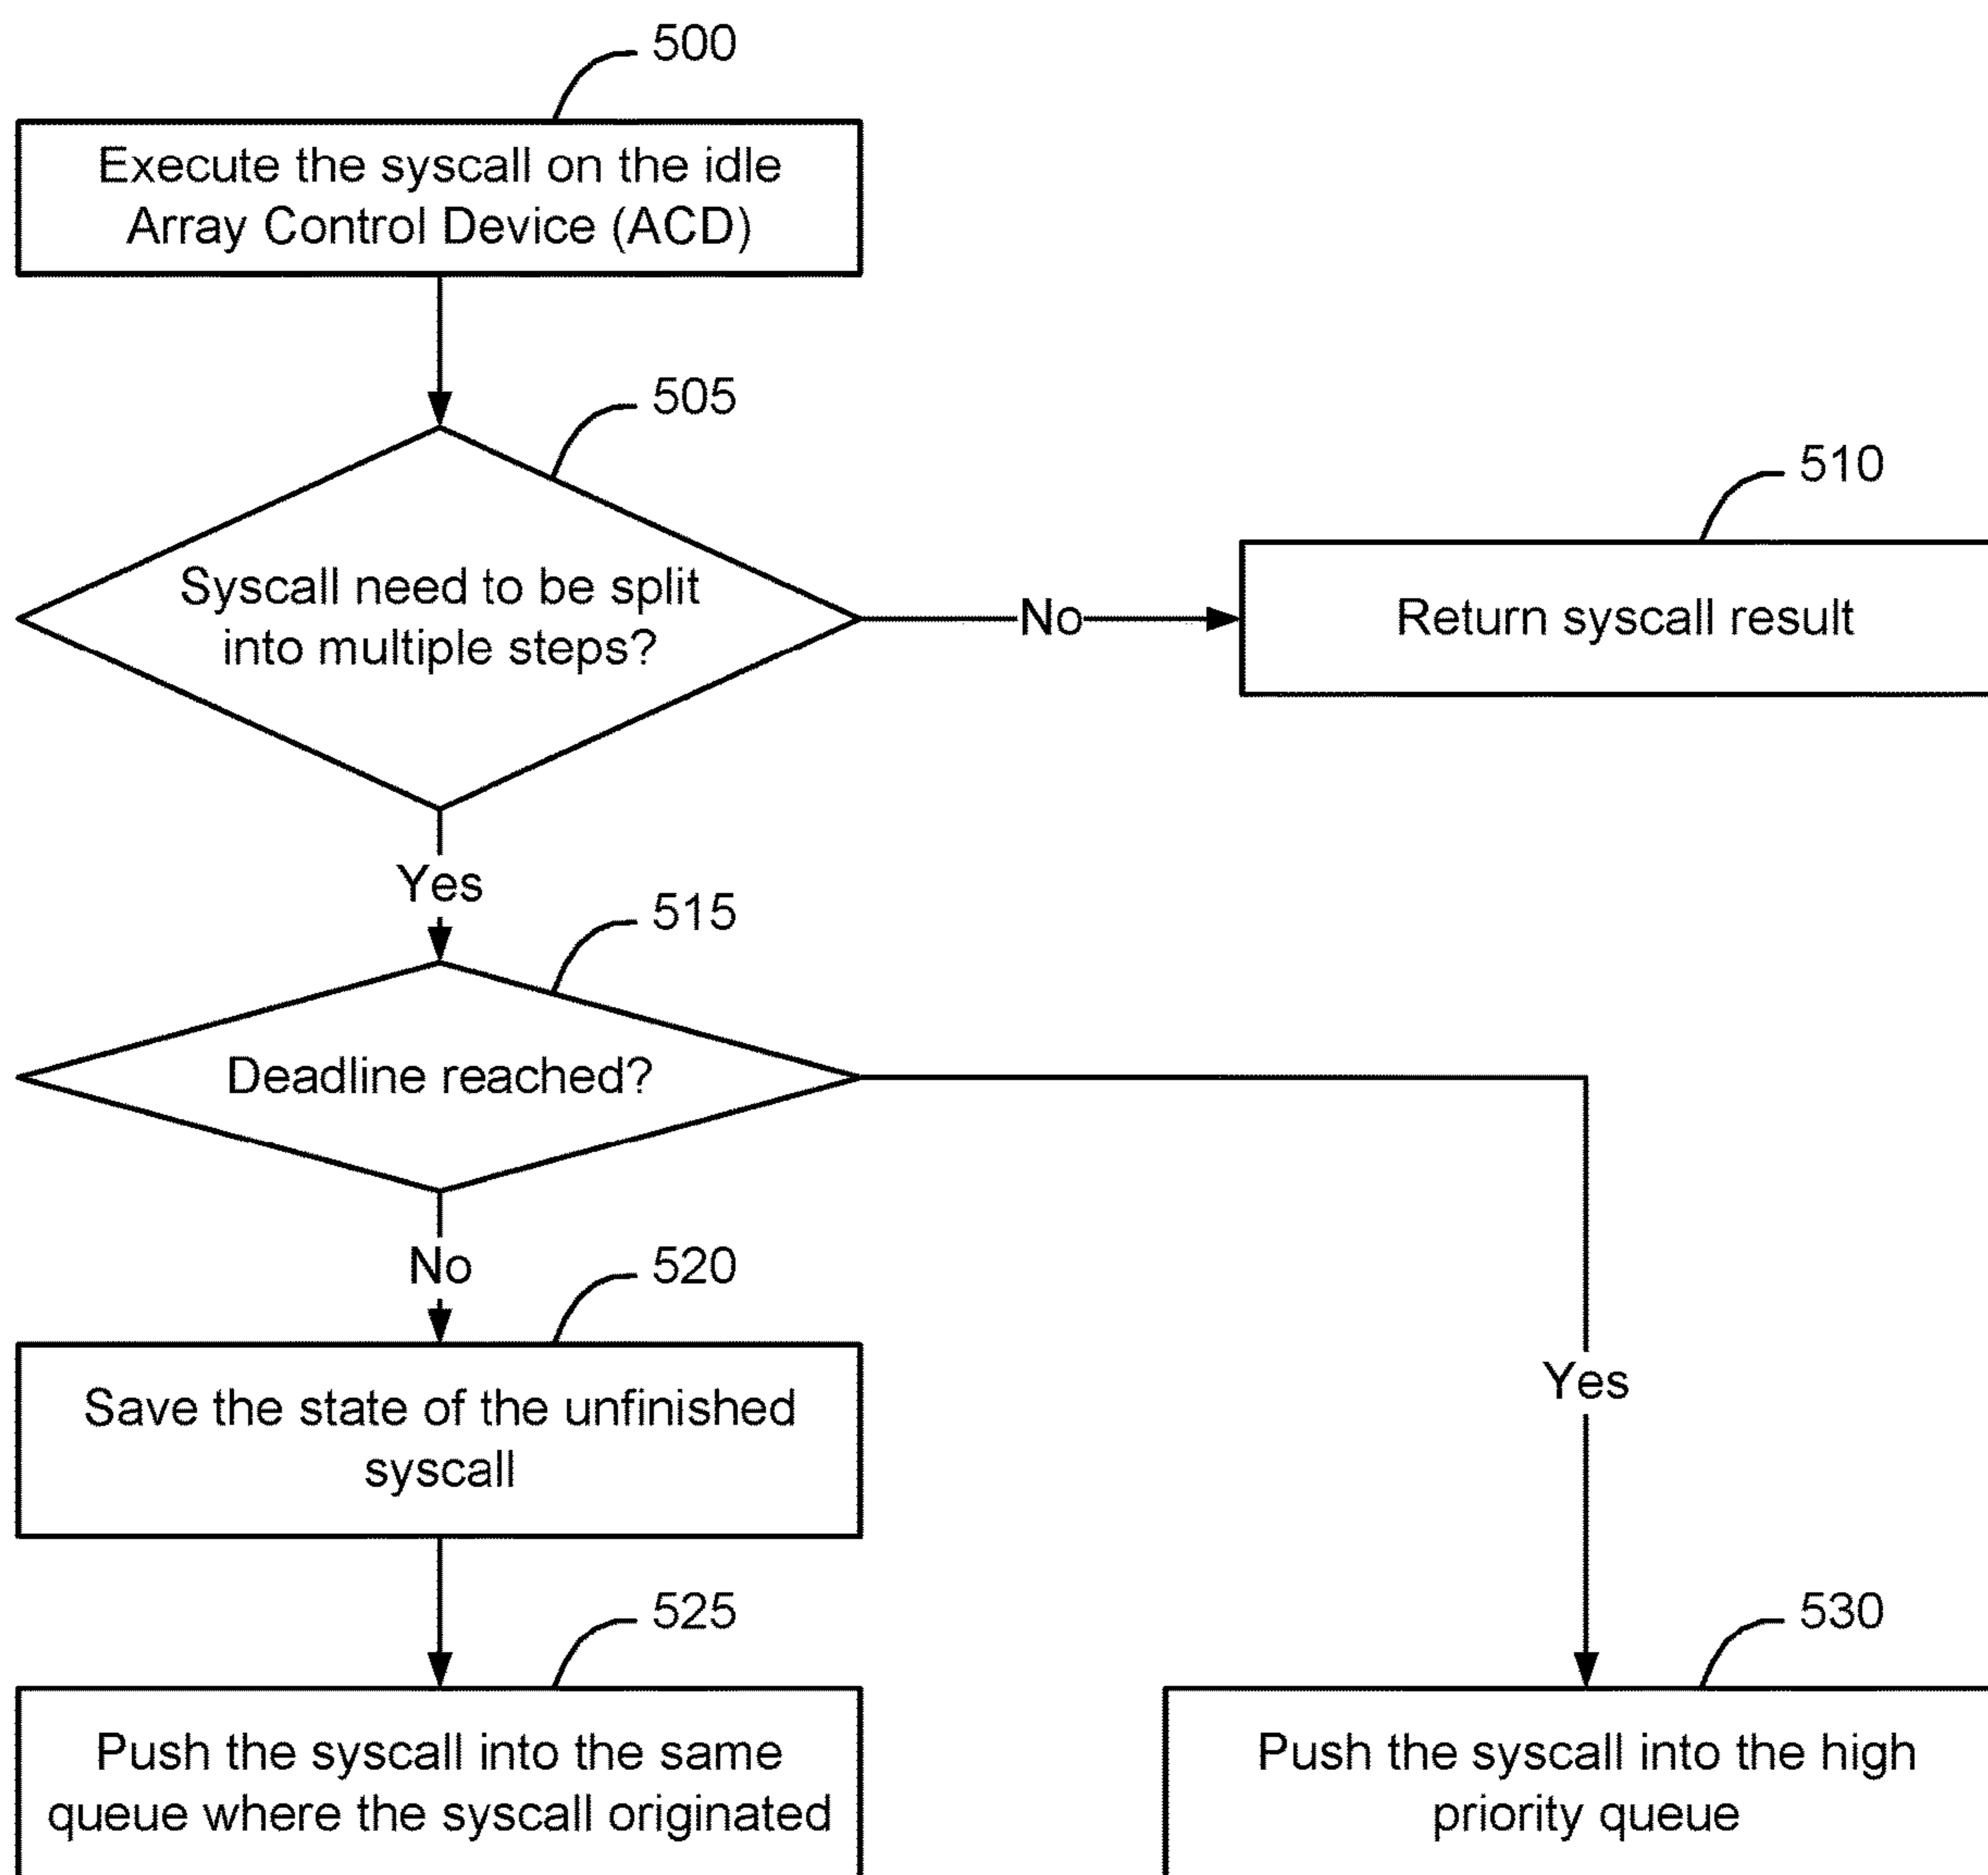 500
Execute the syscall on the idle
Array Control Device (ACD)
505
Syscall need to be split
into multiple steps?
No
510
Return syscall result
Yes
515
Deadline reached?
No
520
Save the state of the unfinished
syscall
Yes
525
Push the syscall into the same
queue where the syscall originated
530
Push the syscall into the high
priority queue